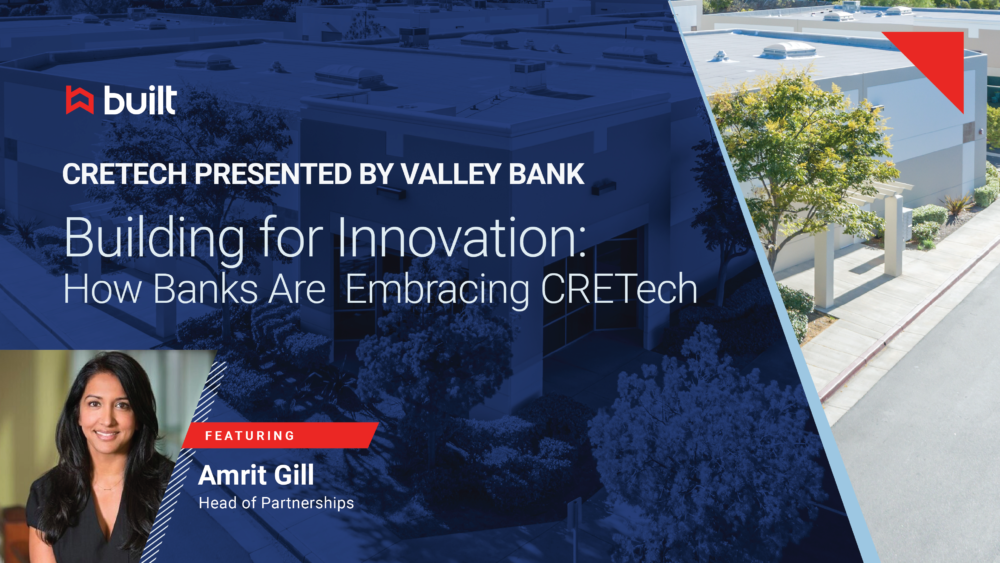 built
CRETECH PRESENTED BY VALLEY BANK
Building for Innovation:
How Banks Are Embracing CRETech
FEATURING
Amrit Gill
Head of Partnerships